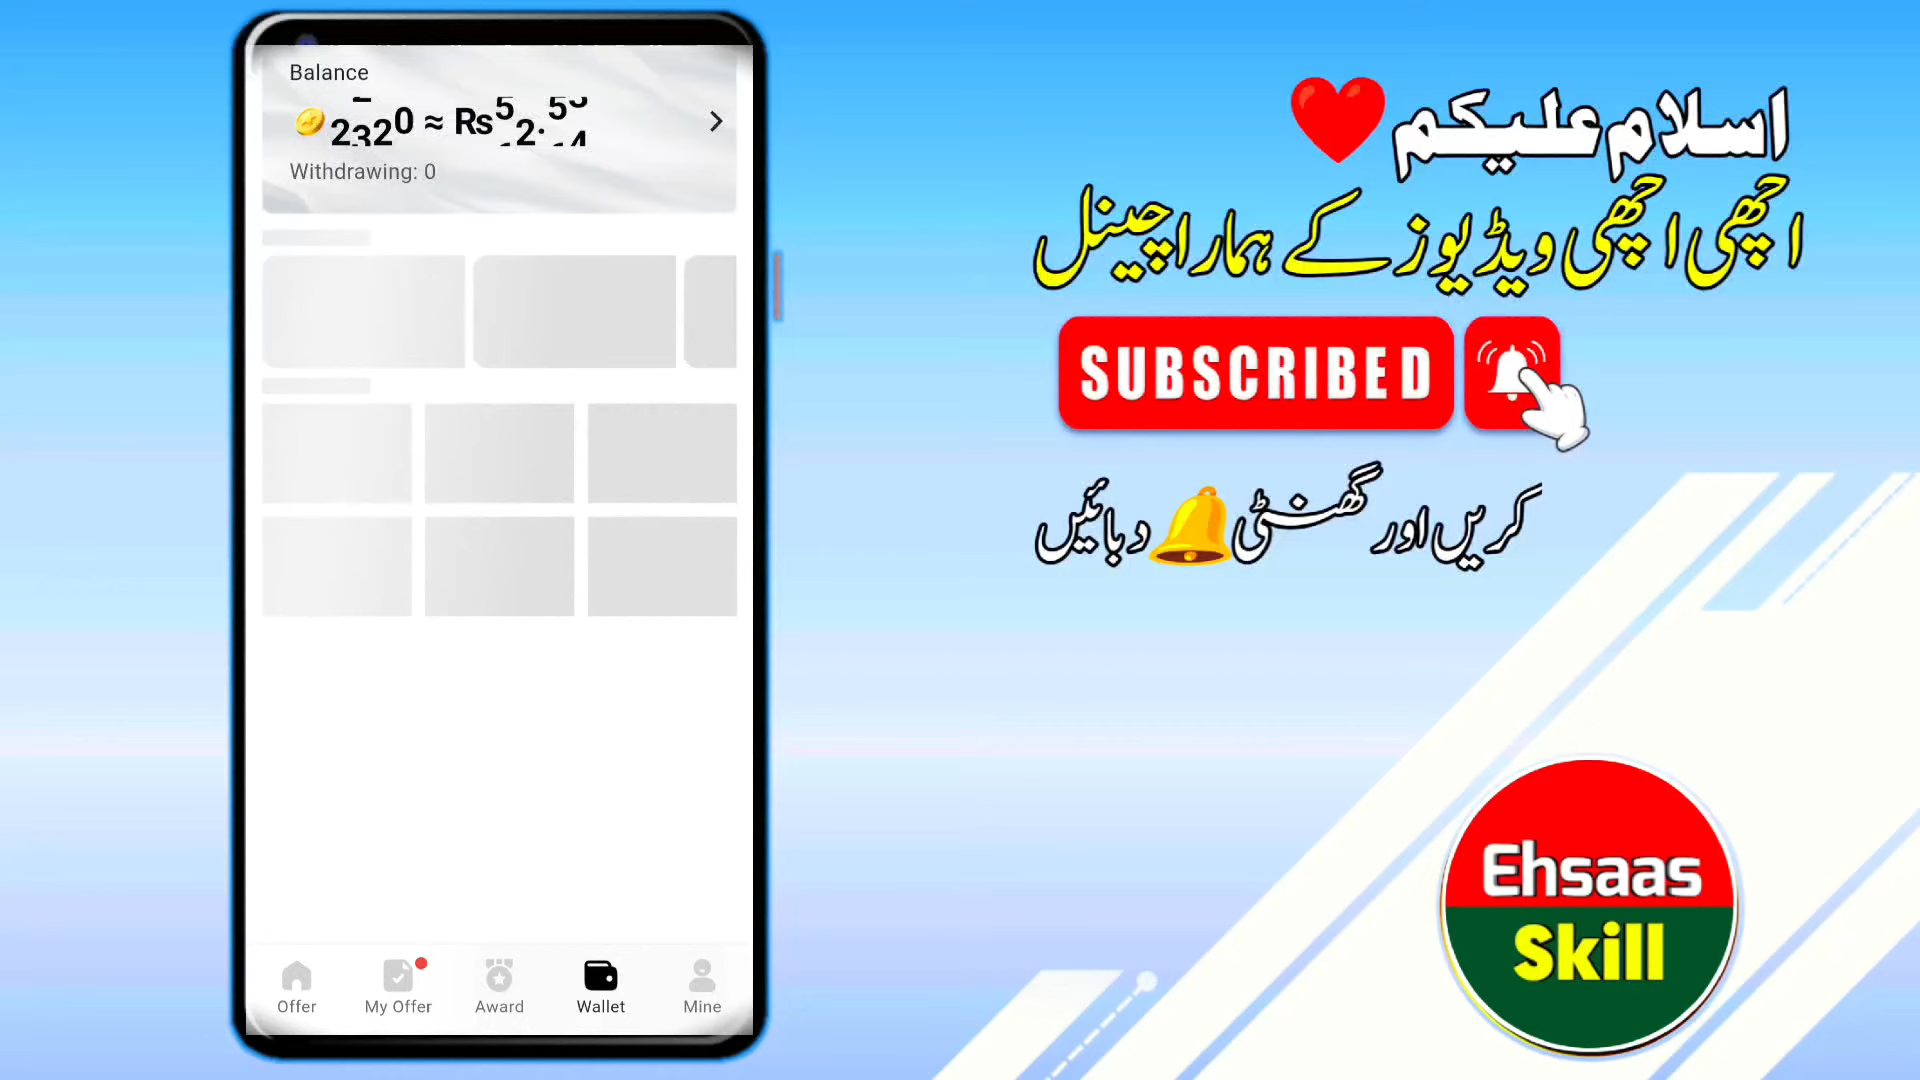 Balance
Withdrawing: 0
Offer
My Offer
Award
Wallet
Mine
اسلام علیکم
اچھی اچھی ویڈیوز کے ہمارا چینل
SUBSCRIBED
کریں اور گھنٹی دبائیں
Ehsaas
Skill